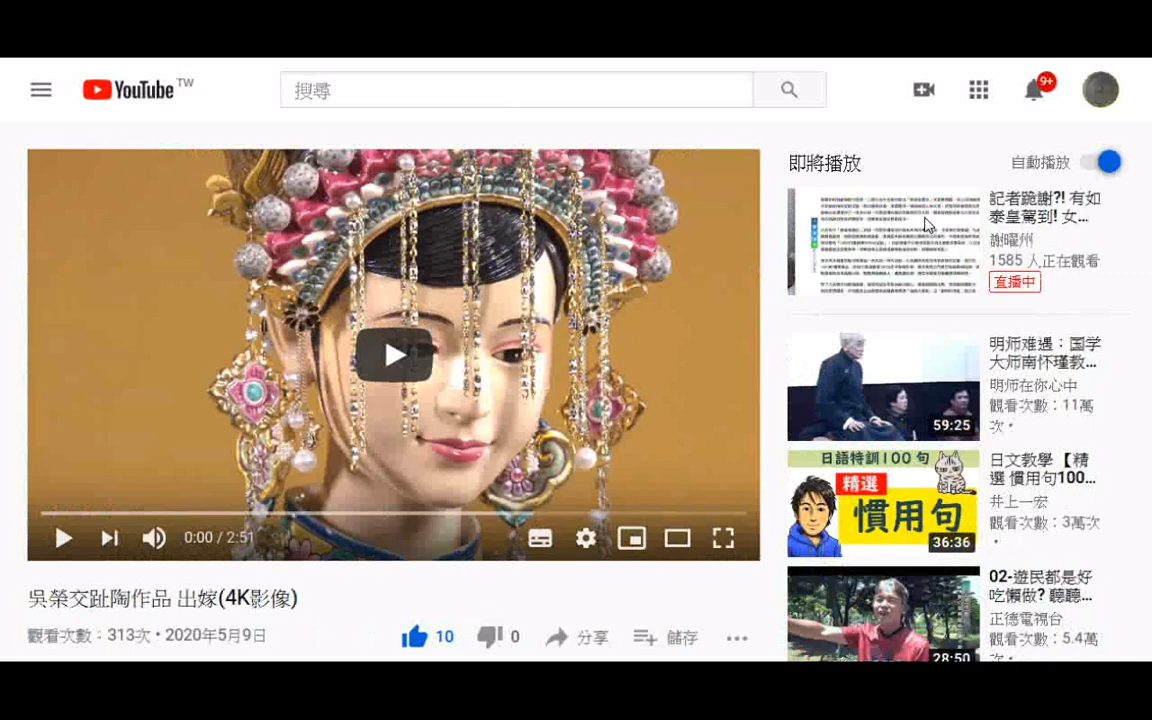 YouTube TW
搜尋
9+
即將播放
自動播放
記者跪謝?! 有如
泰皇駕到! 女...
謝曜州
1585 人正在觀看
直播中
明师难遇：国学
大师南怀瑾教...
明师在你心中
觀看次數：11萬
次・
59:25
日語特訓100句
精選
慣用句
36:36
日文教學【精
選 慣用句100...
井上一宏
觀看次數：3萬次
・
02-遊民都是好
吃懶做? 聽聽...
正德電視台
觀看次數：5.4萬
次・
28:50
0:00 / 2:51
吳榮交趾陶作品 出嫁(4K影像)
觀看次數：313次・2020年5月9日
10
0
分享
儲存